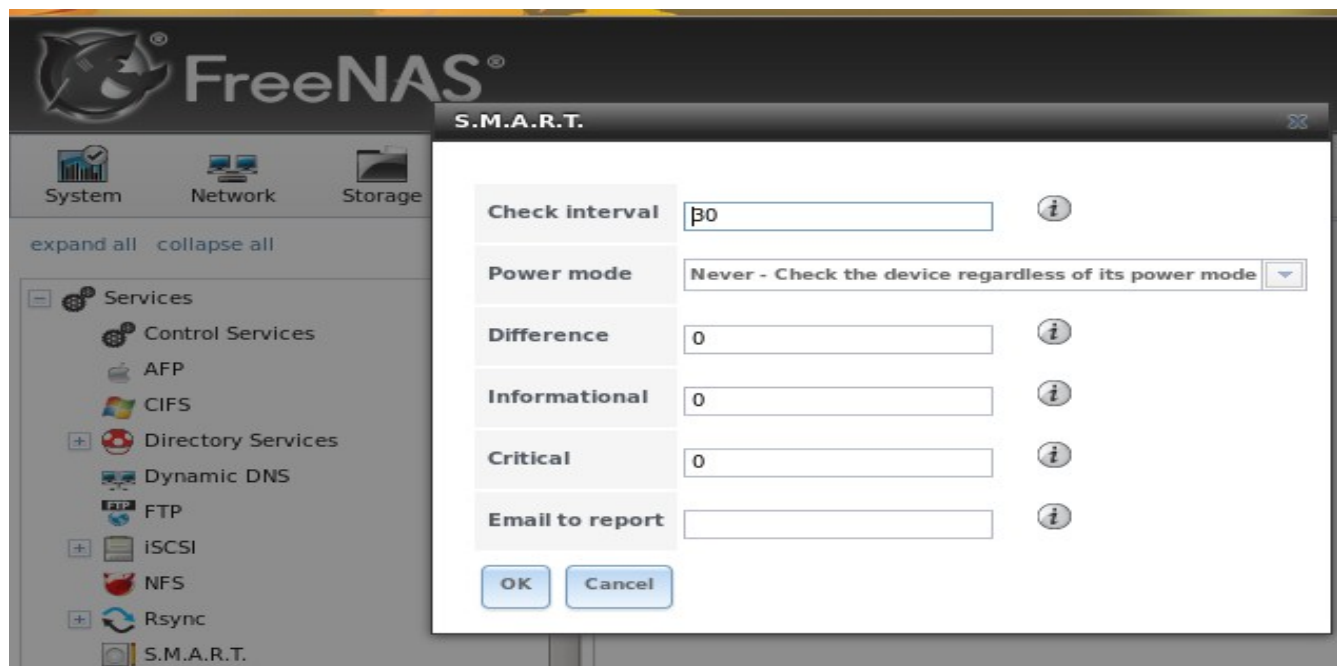 FreeNAS®
S.M.A.R.T.
System
Network
Storage
expand all collapse all
Services
Control Services
AFP
CIFS
Directory Services
Dynamic DNS
FTP
FTP
iSCSI
NFS
Rsync
S.M.A.R.T.
Check interval 30
Power mode Never - Check the device regardless of its power mode
Difference 0
Informational 0
Critical 0
Email to report
OK Cancel